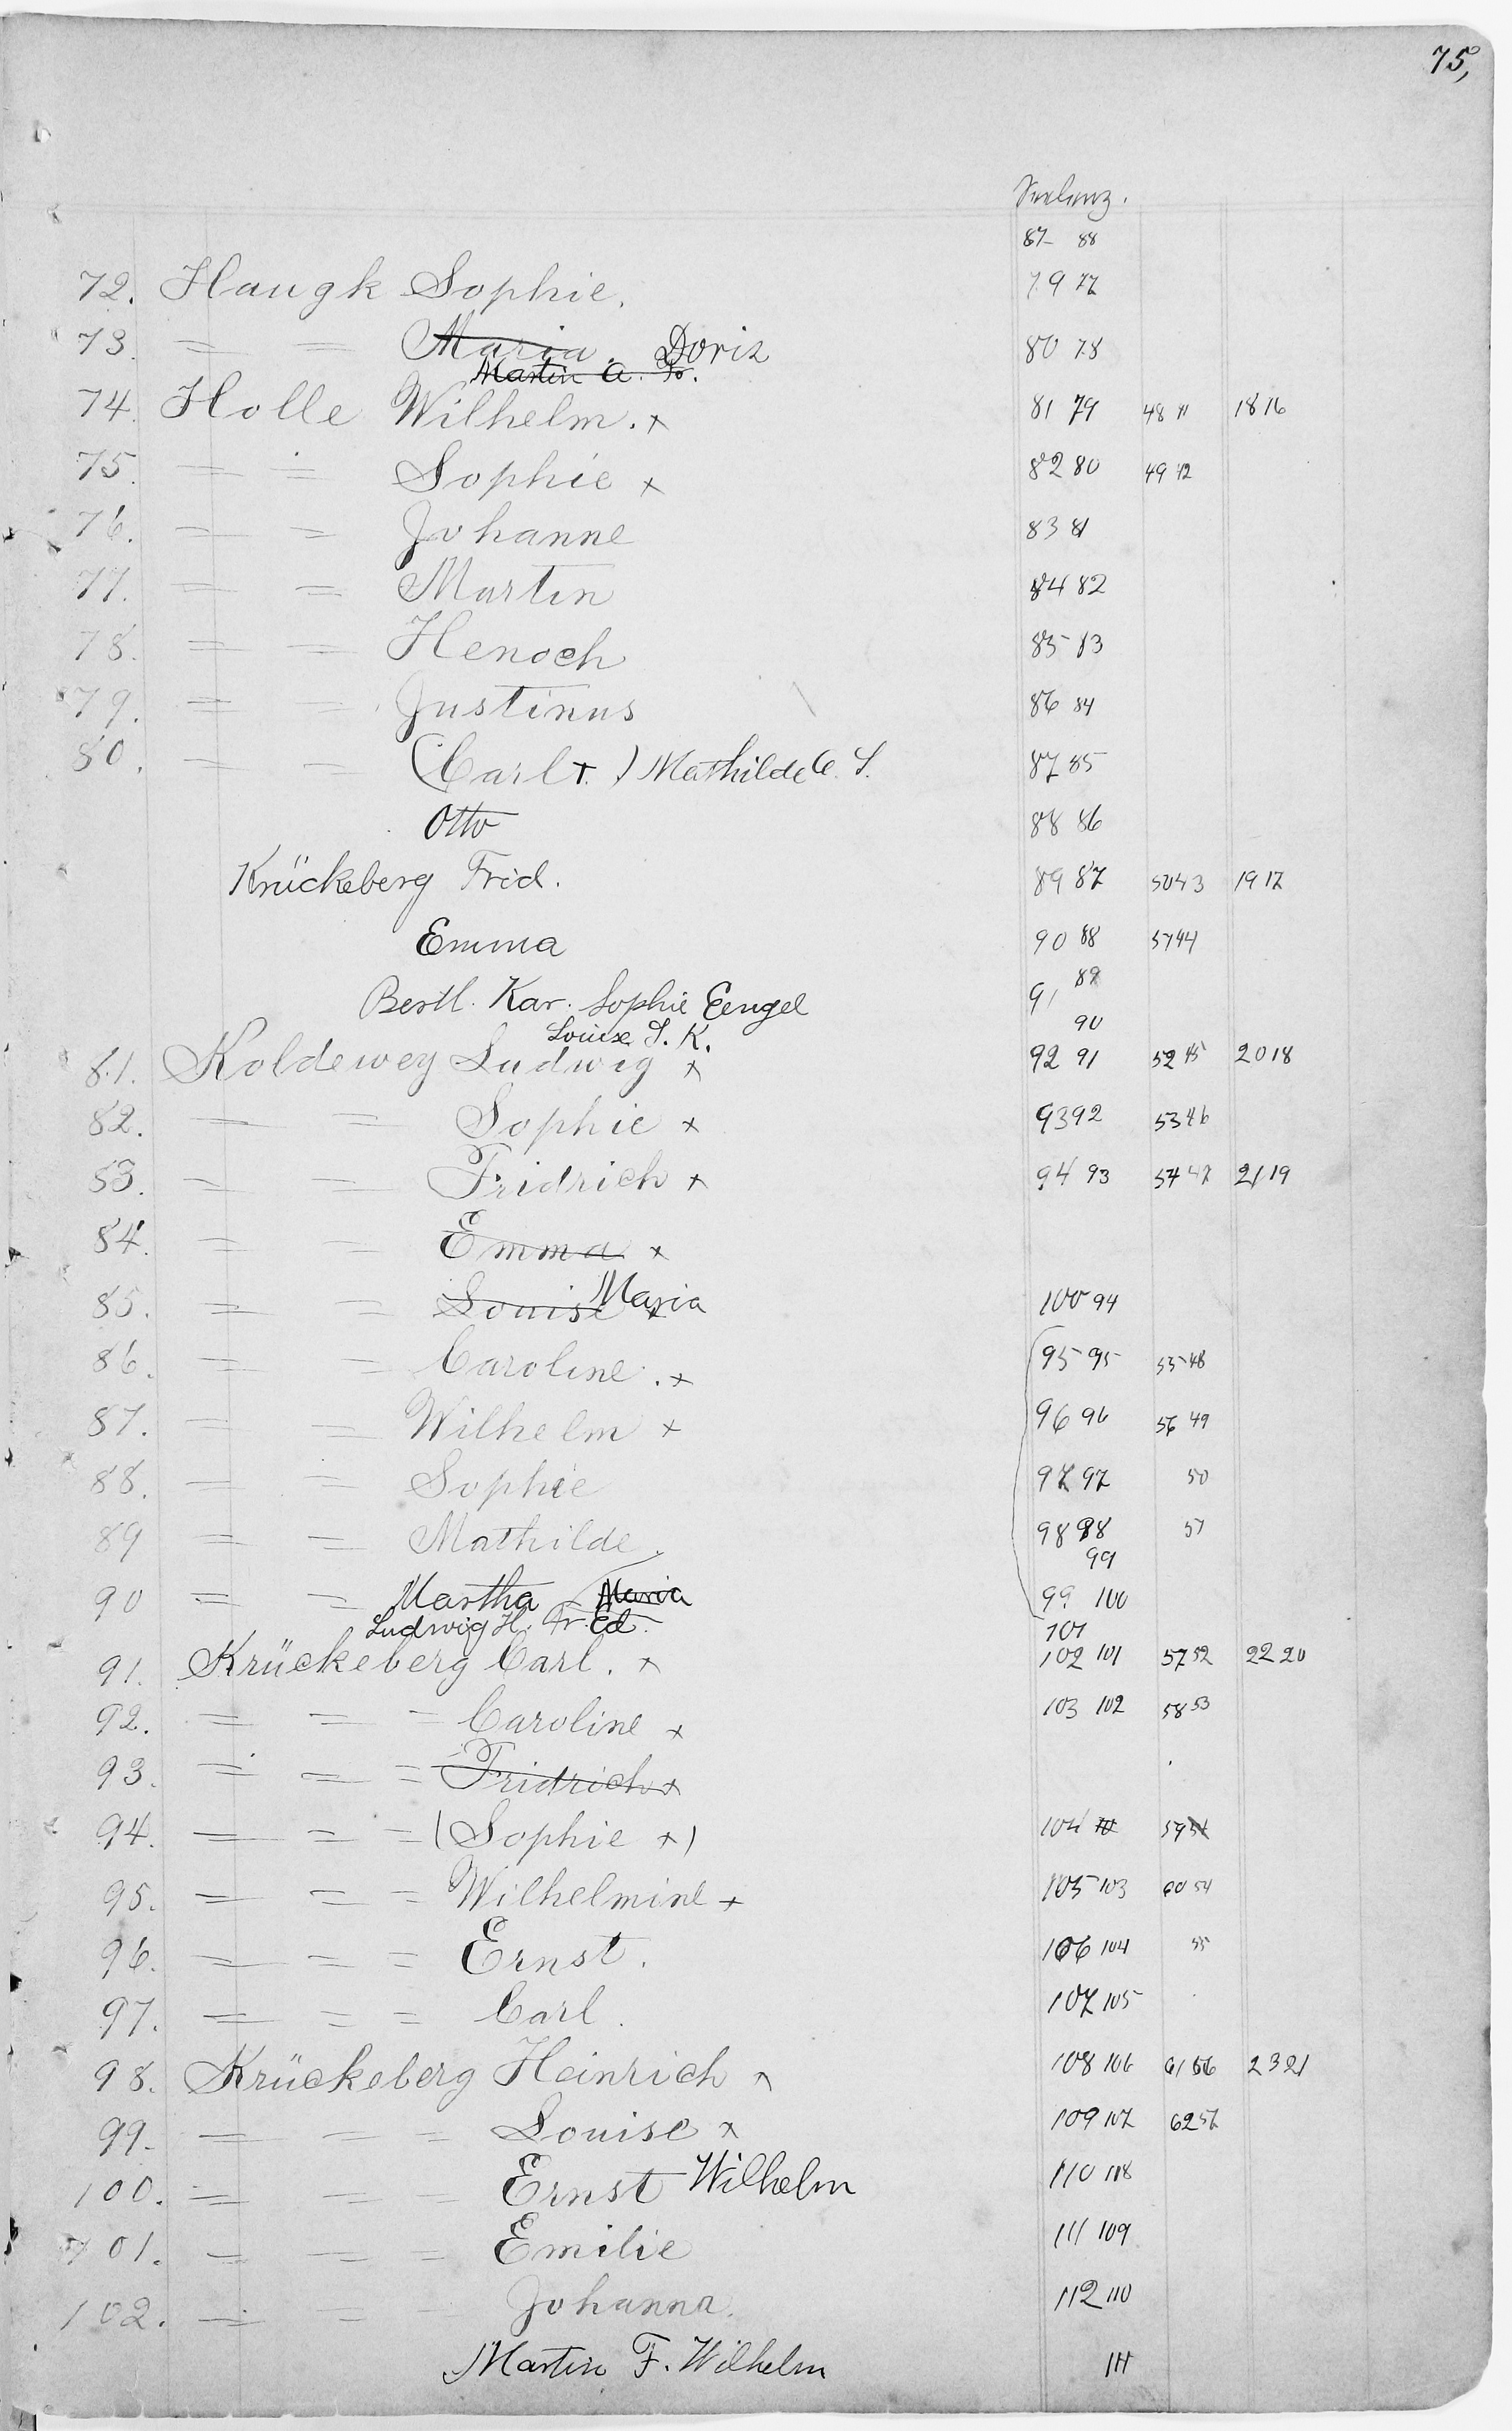 75,
Seelenz.
87 88
72. Haugk Sophie. 79 77
73. = = Maria. Doris 80 78
Martin A. Fr.
74. Holle Wilhelm. x 81 79 48 41 18 16
75. = = Sophie x 82 80 49 42
76. = = Johanne 83 81
77. = = Martin 84 82
78. = = Henoch 85 83
79. = = Justinus 86 84
80. = = (Carl +.) Mathilde C. S. 87 85
Otto 88 86
Krückeberg Frid. 89 87 50 43 19 17
Emma 90 88 51 44
Bertl. Kar. Sophie Eengel 91 89
Louise S. K. 90
81. Koldewey Ludwig x 92 91 52 45 20 18
82. = = Sophie x 93 92 53 46
83. = = Fridrich x 94 93 54 47 21 19
84. = = Emma x
85. = = Louise x Maria 100 94
86. = = Caroline. x 95 95 55 48
87. = = Wilhelm x 96 96 56 49
88. = = Sophie 97 97 50
89 = = Mathilde. 98 98 51
99
90 = = Martha Maria 99 100
Ludwig H. Fr. Ed. 101
91. Krückeberg Carl. x 102 101 57 52 22 20
92. = = = Caroline x 103 102 58 53
93. = = = Fridrich x
94. = = = (Sophie x) 104 59 54
95. = = = Wilhelmine x 105 103 60 54
96. = = = Ernst. 106 104 55
97. = = = Carl. 107 105
98. Krückeberg Heinrich x 108 106 61 56 23 21
99. = = = Louise x 109 107 62 57
100. = = = Ernst Wilhelm 110 108
101. = = = Emilie 111 109
102. = = Johanna. 112 110
Martin F. Wilhelm 111